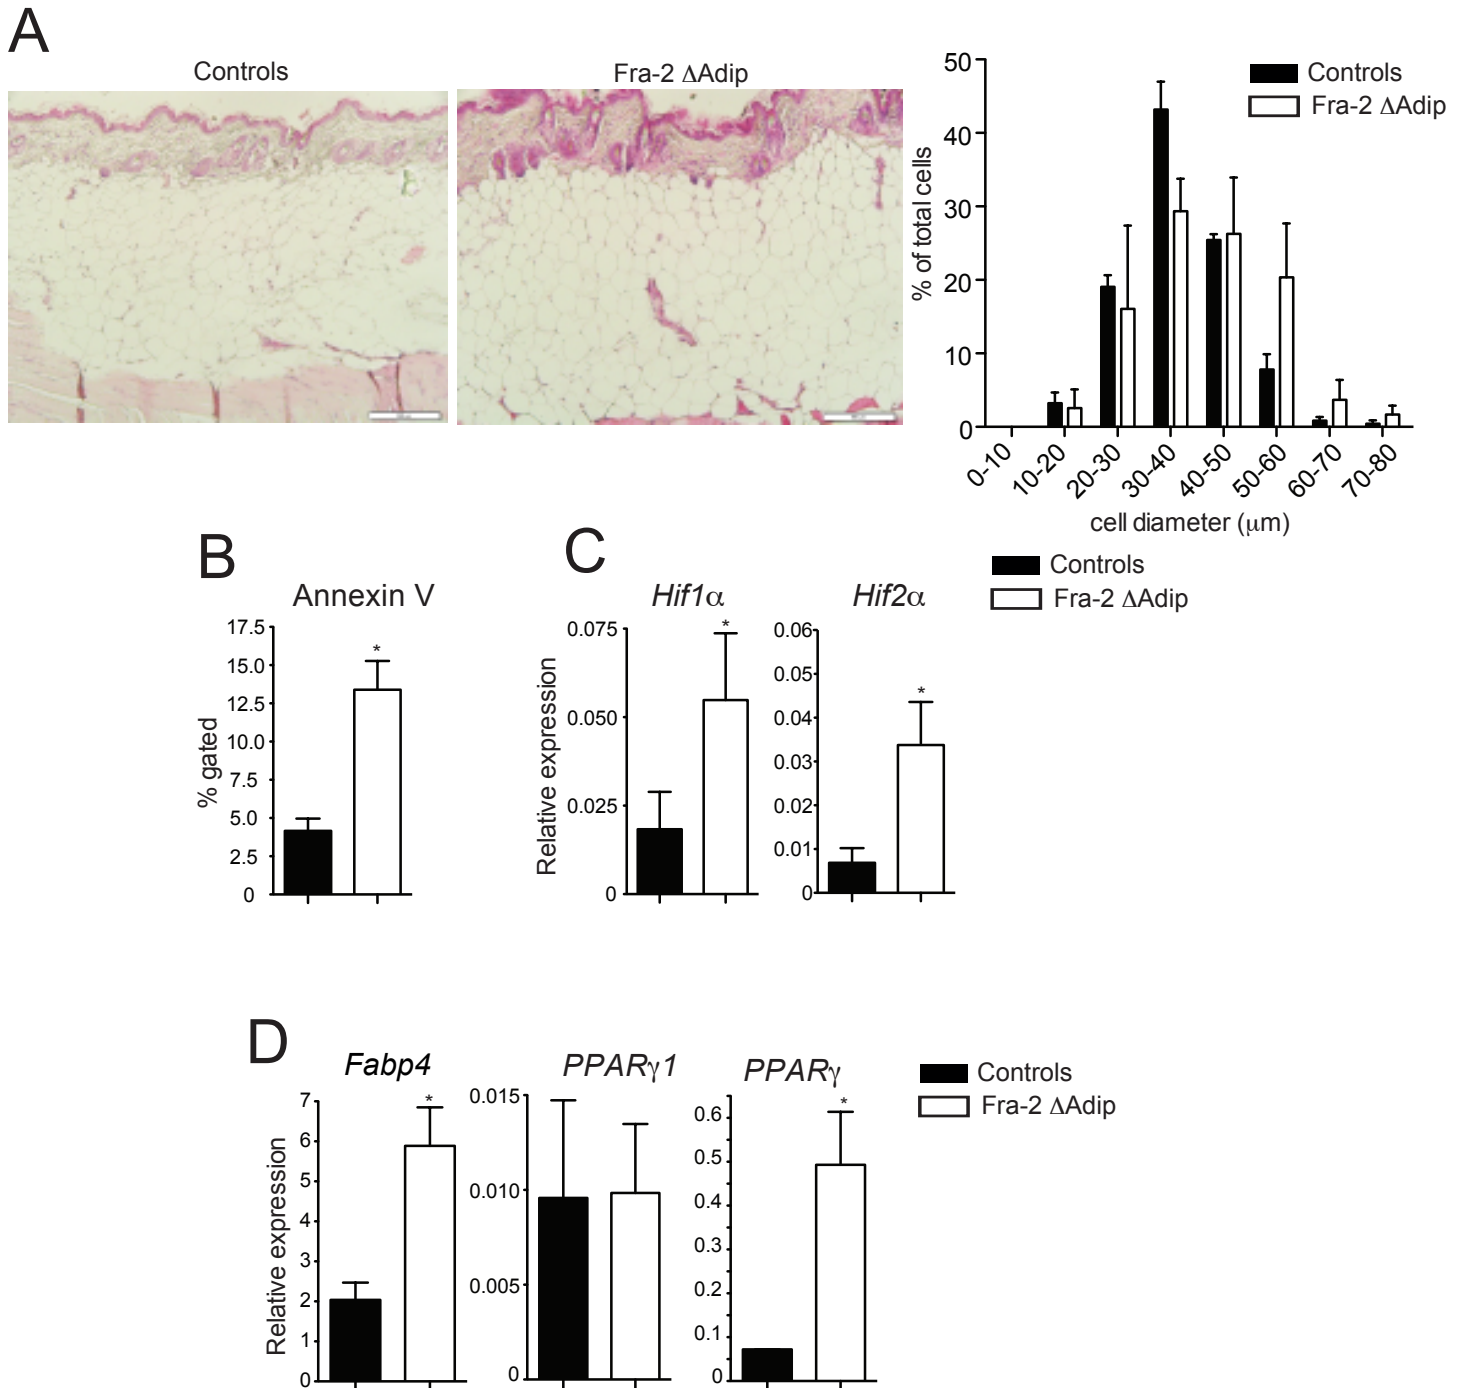 A
Controls
Fra-2 ΔAdip
% of total cells
50
40
30
20
10
0
0-10
10-20
20-30
30-40
40-50
50-60
60-70
70-80
cell diameter (μm)
Controls
Fra-2 ΔAdip
B
Annexin V
% gated
17.5
15.0
12.5
10.0
7.5
5.0
2.5
0
*
C
Hif1α
Relative expression
0.075
0.050
0.025
0
*
Hif2α
0.06
0.05
0.04
0.03
0.02
0.01
0
*
Controls
Fra-2 ΔAdip
D
Fabp4
Relative expression
7
6
5
4
3
2
1
0
*
PPARγ1
0.015
0.010
0.005
0
PPARγ
0.6
0.5
0.4
0.3
0.2
0.1
0
*
Controls
Fra-2 ΔAdip